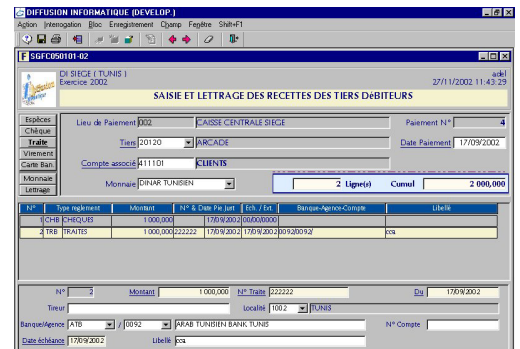 DIFFUSION INFORMATIQUE (DEVELOP.)
Action Interrogation Bloc Enregistrement Champ Fenêtre Shift+F1
SGFC050101-02
DI SIEGE ( TUNIS ) adel
Exercice 2002 27/11/2002 11:43:29
SAISIE ET LETTRAGE DES RECETTES DES TIERS DéBITEURS
Espèces
Chèque
Traite
Virement
Carte Ban.
Monnaie
Lettrage
Lieu de Paiement 002 CAISSE CENTRALE SIEGE Paiement N° 4
Tiers 20120 ARCADE Date Paiement 17/09/2002
Compte associé 411101 CLIENTS
Monnaie DINAR TUNISIEN 2 Ligne(s) Cumul 2 000,000
N° Type reglement Montant N° & Date Pie.Just Ech. / Ext. Banque-Agence-Compte Libellé
1 CHB CHEQUES 1 000,000 17/09/2002 00/00/0000
2 TRB TRAITES 1 000,000 222222 17/09/2002 17/09/2002 0092/0092/ cca
N° 2 Montant 1 000,000 N° Traite 222222 Du 17/09/2002
Tireur Localité 1002 TUNIS
Banque/Agence ATB / 0092 ARAB TUNISIEN BANK TUNIS N° Compte
Date échéance 17/09/2002 Libellé cca